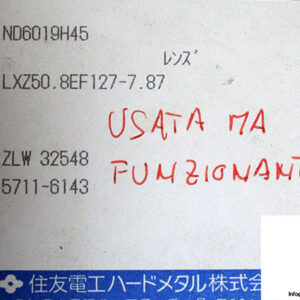 ND6019H45
レンズ
LXZ50.8EF127-7.87
USATA MA
FUNZIONANT
ZLW 32548
5711-6143
住友電工ハードメタル株式会